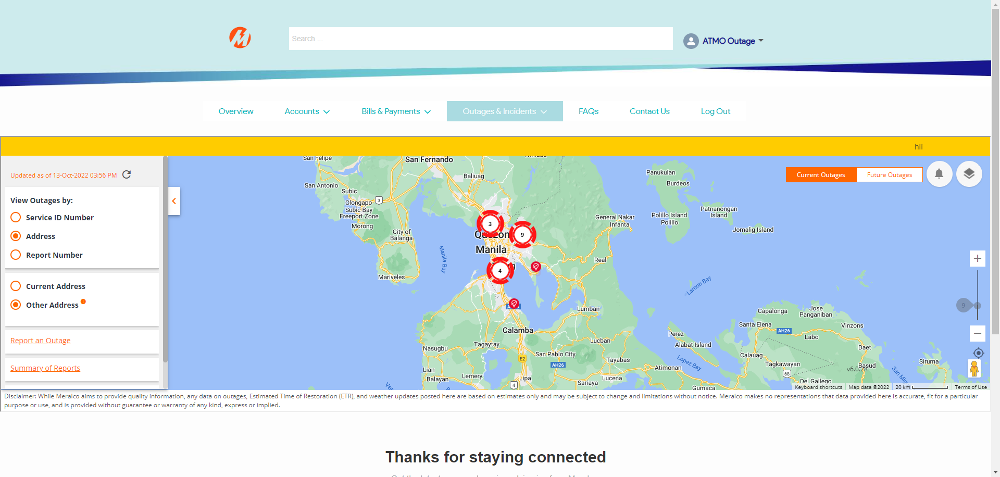 Search ...
ATMO Outage
Overview
Accounts
Bills & Payments
Outages & Incidents
FAQs
Contact Us
Log Out
hii
Updated as of 13-Oct-2022 03:56 PM
View Outages by:
Service ID Number
Address
Report Number
Current Address
Other Address
Report an Outage
Summary of Reports
Current Outages
Future Outages
San Felipe
San Fernando
Baliuag
San Antonio
Subic
Olongapo
3
Subic Bay
Freeport Zone
Morong
City of
Balanga
Mariveles
Manila Bay
3
9
4
Manila
Panukulan
Burdeos
General Nakar
Infanta
Polillo Island
Polillo
Patnanongan
Island
Jomalig Island
Real
Lamon Bay
Lumban
Calamba
Tagaytay
Nasugbu
San Pablo City
Lucban
E2
AH26
Lian
Balayan
Lemery
Lipa
4
Tayabas
Lucena
Sariaya
Perez
Alabat Island
Lopez Bay
Atimonan
Gumaca
Capalonga
Jose
Panganiban
Santa Elena
AH26
Vinzons
Labo
Daet
Calauag
Tagkawayan
68
Basud
Siruma
Del Gallego
v6.0.28
9
Keyboard shortcuts
Map data ©2022
20 km
Terms of Use
Disclaimer: While Meralco aims to provide quality information, any data on outages, Estimated Time of Restoration (ETR), and weather updates posted here are based on estimates only and may be subject to change and limitations without notice. Meralco makes no representations that data provided here is accurate, fit for a particular
purpose or use, and is provided without guarantee or warranty of any kind, express or implied.
Thanks for staying connected